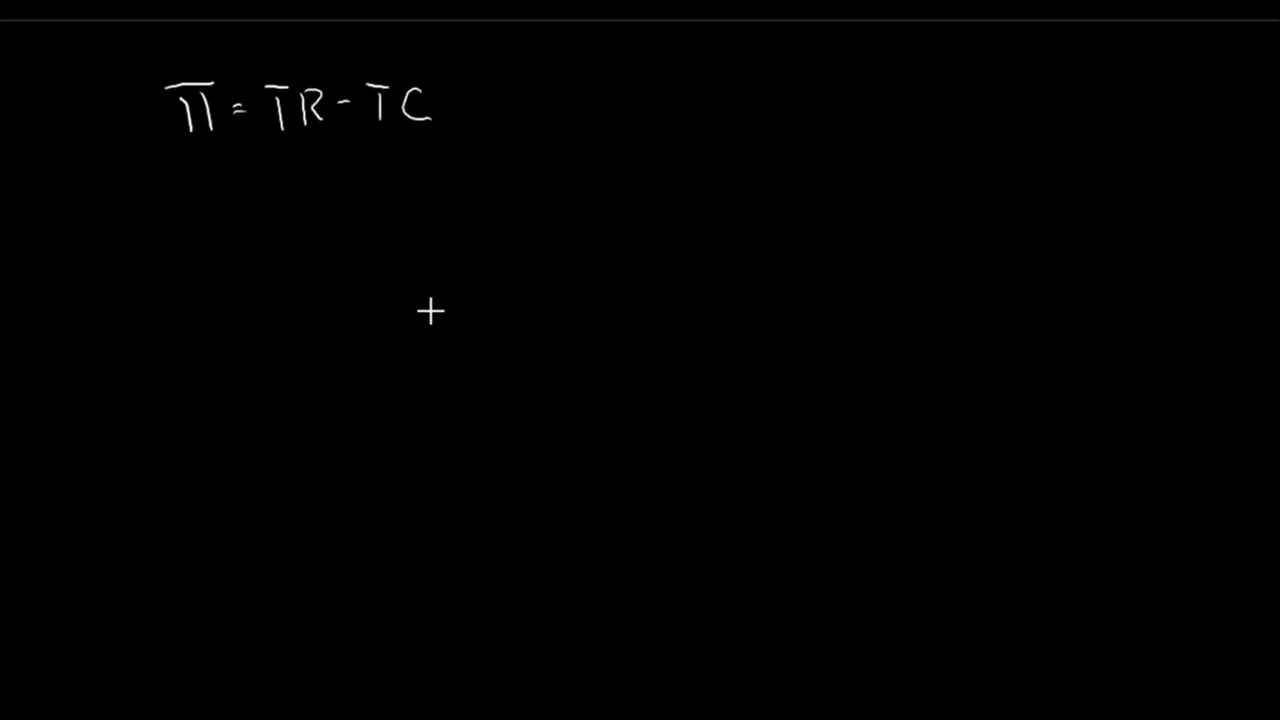 π = TR - TC